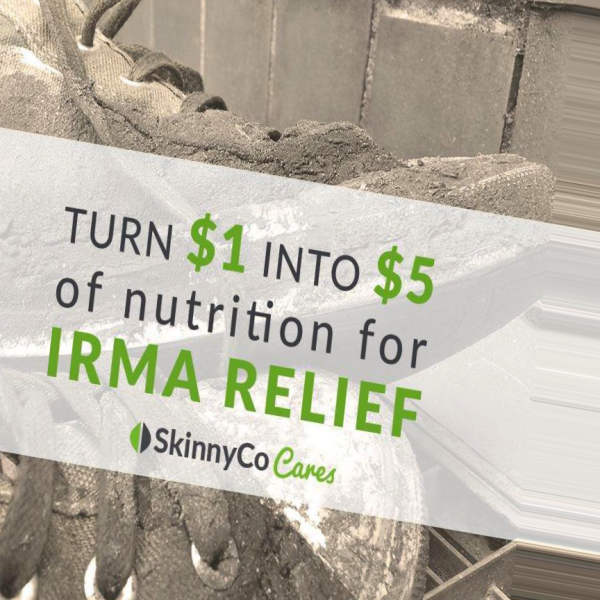 TURN $1 INTO $5
of nutrition for
IRMA RELIEF
SkinnyCo Cares